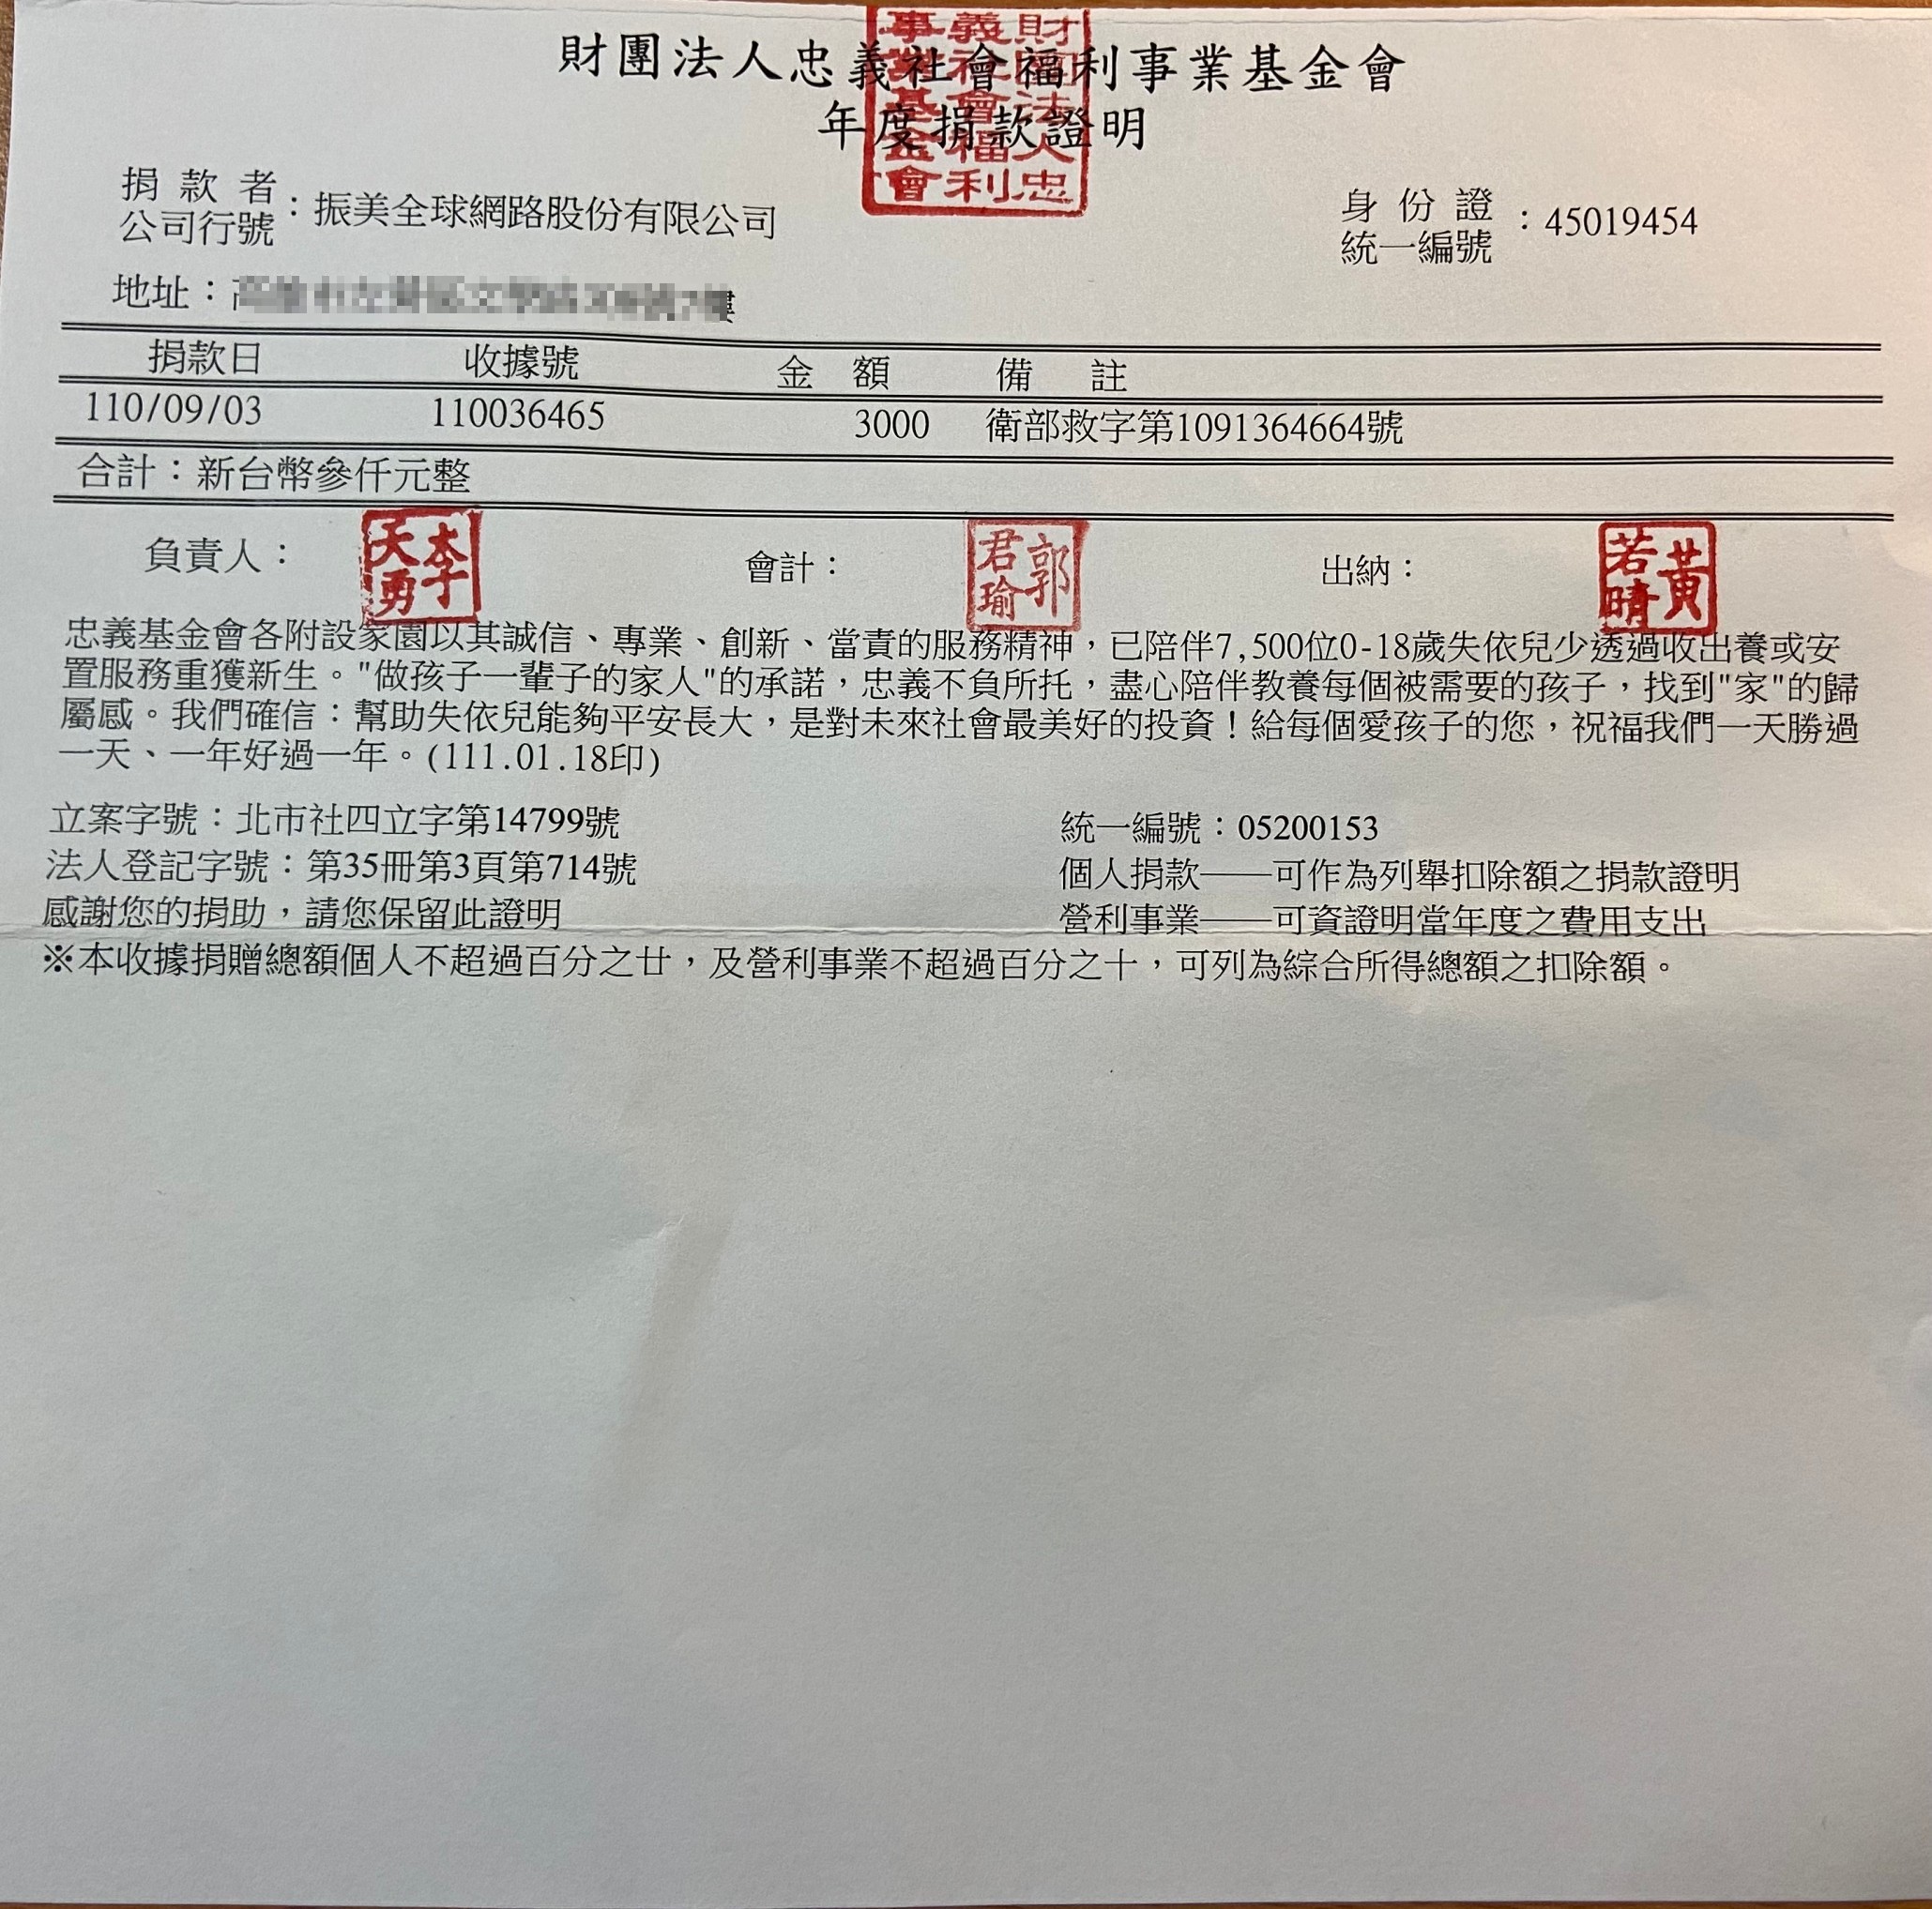 財團法人忠義社會福利事業基金會
年度捐款證明
財團法人忠義社會福利事業基金會
捐款者
公司行號：振美全球網路股份有限公司
身份證
統一編號：45019454
地址：
捐款日 收據號 金額 備註
110/09/03 110036465 3000 衛部救字第1091364664號
合計：新台幣參仟元整
負責人： 李天勇 會計： 郭君瑜 出納： 黃若晴
忠義基金會各附設家園以其誠信、專業、創新、當責的服務精神，已陪伴7,500位0-18歲失依兒少透過收出養或安
置服務重獲新生。"做孩子一輩子的家人"的承諾，忠義不負所托，盡心陪伴教養每個被需要的孩子，找到"家"的歸
屬感。我們確信：幫助失依兒能夠平安長大，是對未來社會最美好的投資！給每個愛孩子的您，祝福我們一天勝過
一天、一年好過一年。(111.01.18印)
立案字號：北市社四立字第14799號
法人登記字號：第35冊第3頁第714號
感謝您的捐助，請您保留此證明
統一編號：05200153
個人捐款——可作為列舉扣除額之捐款證明
營利事業——可資證明當年度之費用支出
※本收據捐贈總額個人不超過百分之廿，及營利事業不超過百分之十，可列為綜合所得總額之扣除額。